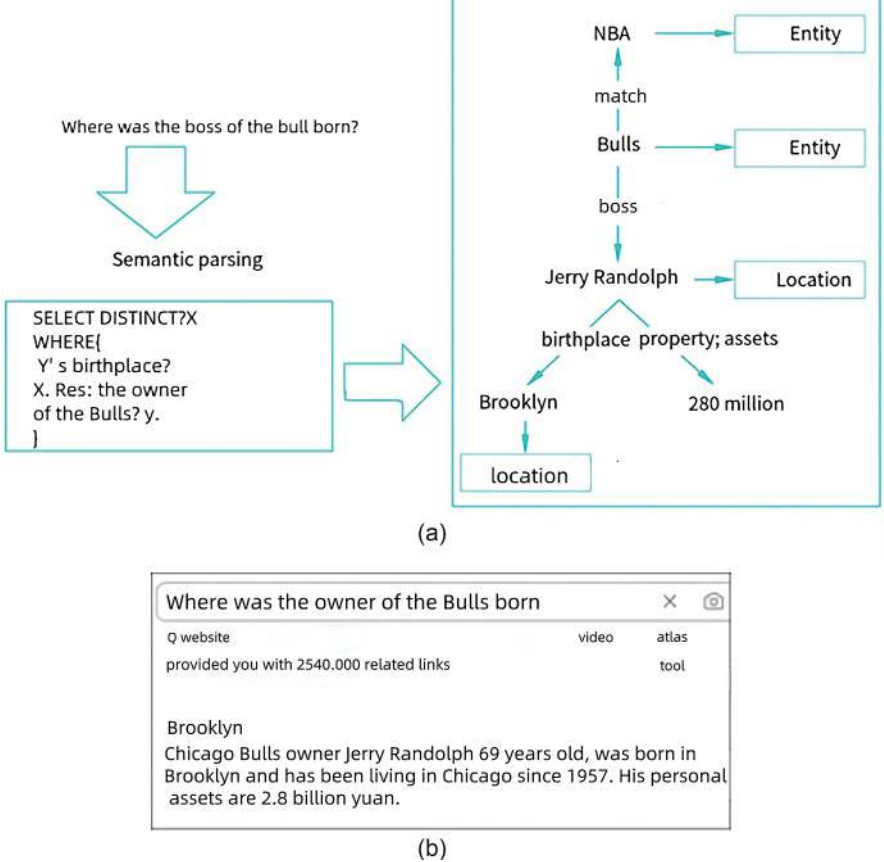 Where was the boss of the bull born?
Semantic parsing
SELECT DISTINCT?X
WHERE{
Y' s birthplace?
X. Res: the owner
of the Bulls? y.
}
NBA
Entity
match
Bulls
Entity
boss
Jerry Randolph
Location
birthplace property; assets
Brooklyn
280 million
location
(a)
Where was the owner of the Bulls born
Q website video atlas
provided you with 2540.000 related links tool
Brooklyn
Chicago Bulls owner Jerry Randolph 69 years old, was born in
Brooklyn and has been living in Chicago since 1957. His personal
assets are 2.8 billion yuan.
(b)